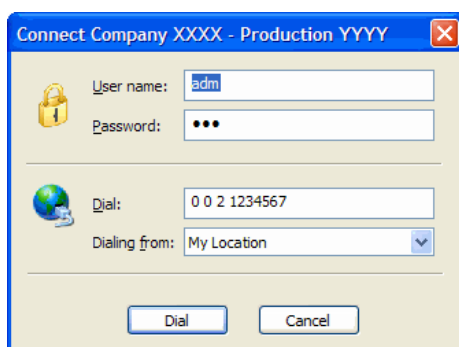 Connect Company XXXX - Production YYYY
User name: adm
Password: •••
Dial: 0 0 2 1234567
Dialing from: My Location
Dial Cancel